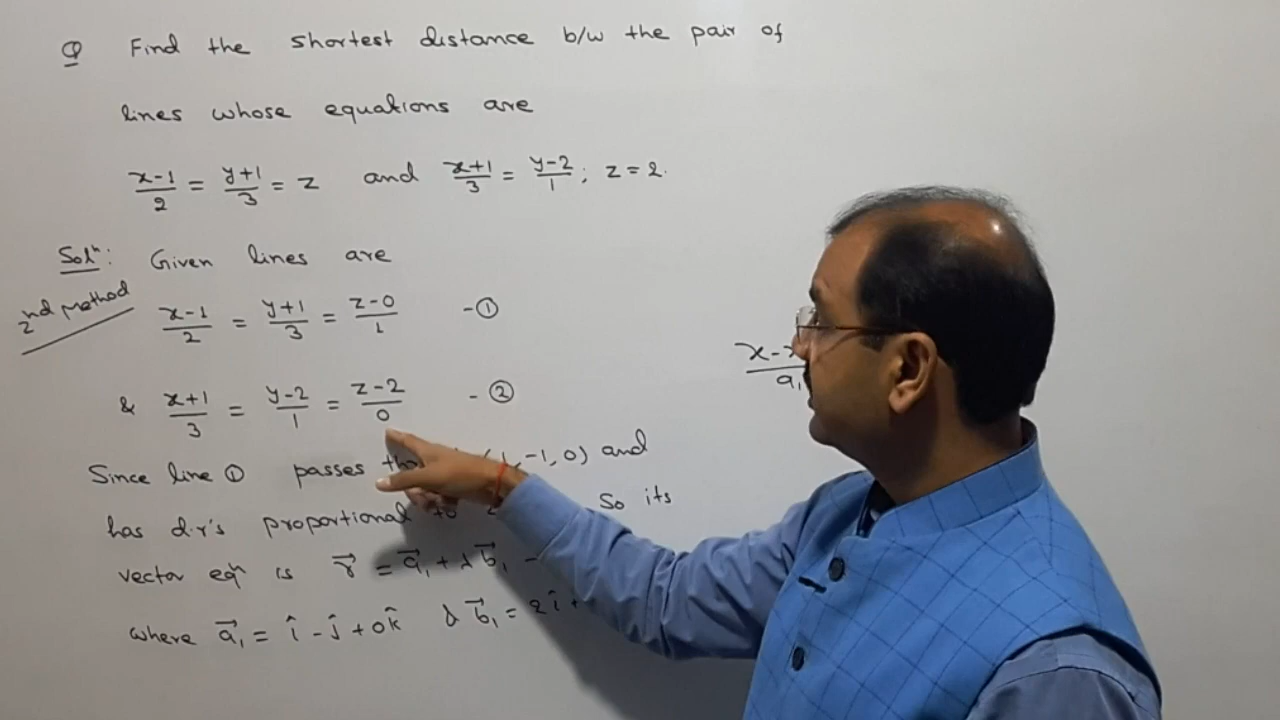 Q Find the shortest distance b/w the pair of
lines whose equations are
x-1/2 = y+1/3 = z and x+1/3 = y-2/1 ; z = 2.
Solⁿ: Given lines are
2nd method
x-1/2 = y+1/3 = z-0/1 -①
& x+1/3 = y-2/1 = z-2/0 -②
x-
a₁
Since line ① passes -1, 0) and
has d.r's proportional to So its
vector eqⁿ is r⃗ = a⃗₁ + λb⃗₁ -
where a⃗₁ = î - ĵ + 0k̂ & b⃗₁ = 2î +